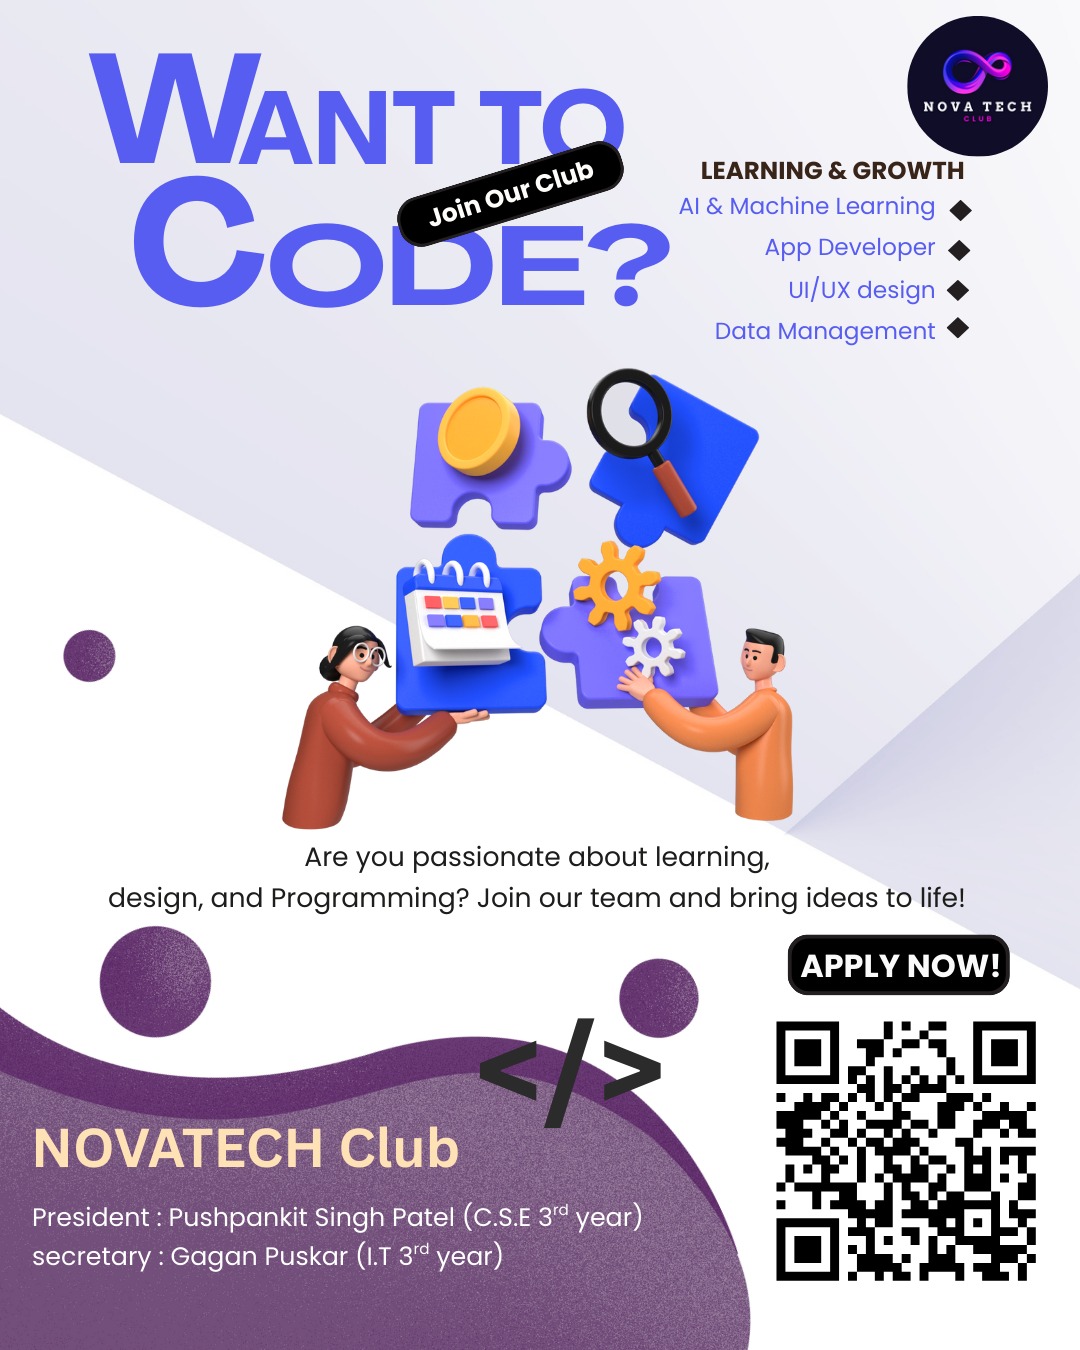 WANT TO
Join Our Club
CODE?
NOVA TECH
CLUB
LEARNING & GROWTH
AI & Machine Learning
App Developer
UI/UX design
Data Management
Are you passionate about learning,
design, and Programming? Join our team and bring ideas to life!
APPLY NOW!
</>
NOVATECH Club
President : Pushpankit Singh Patel (C.S.E 3rd year)
secretary : Gagan Puskar (I.T 3rd year)